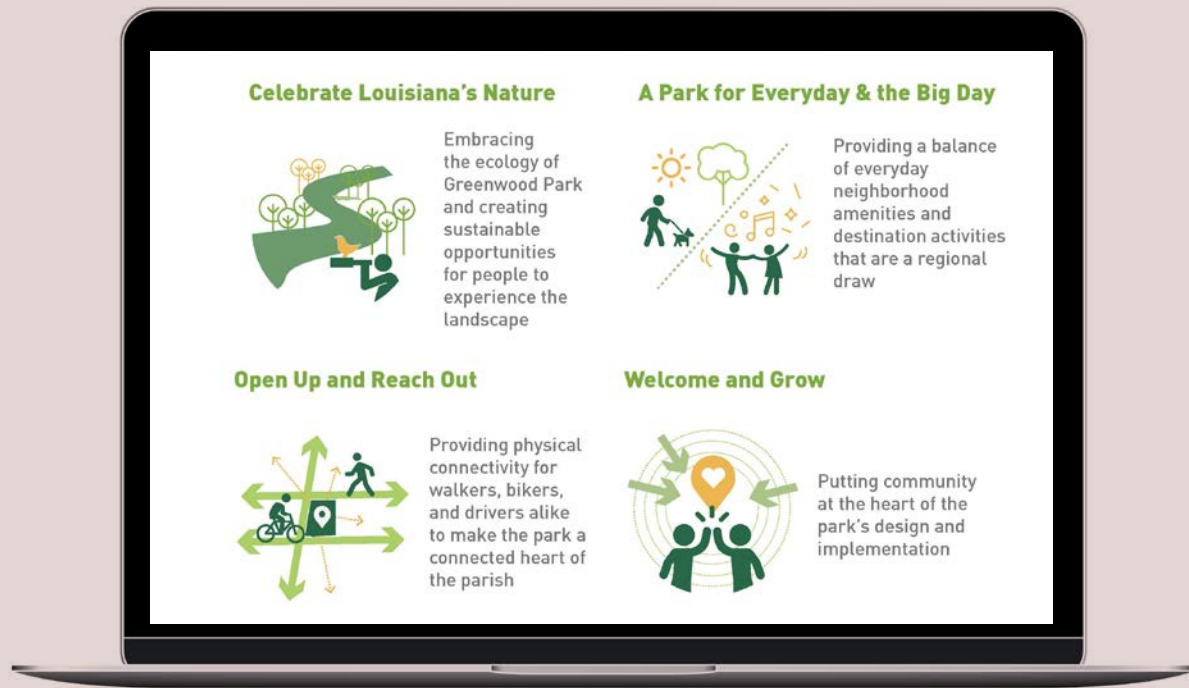 Celebrate Louisiana's Nature
Embracing
the ecology of
Greenwood Park
and creating
sustainable
opportunities
for people to
experience the
landscape
A Park for Everyday & the Big Day
Providing a balance
of everyday
neighborhood
amenities and
destination activities
that are a regional
draw
Open Up and Reach Out
Providing physical
connectivity for
walkers, bikers,
and drivers alike
to make the park a
connected heart of
the parish
Welcome and Grow
Putting community
at the heart of the
park's design and
implementation